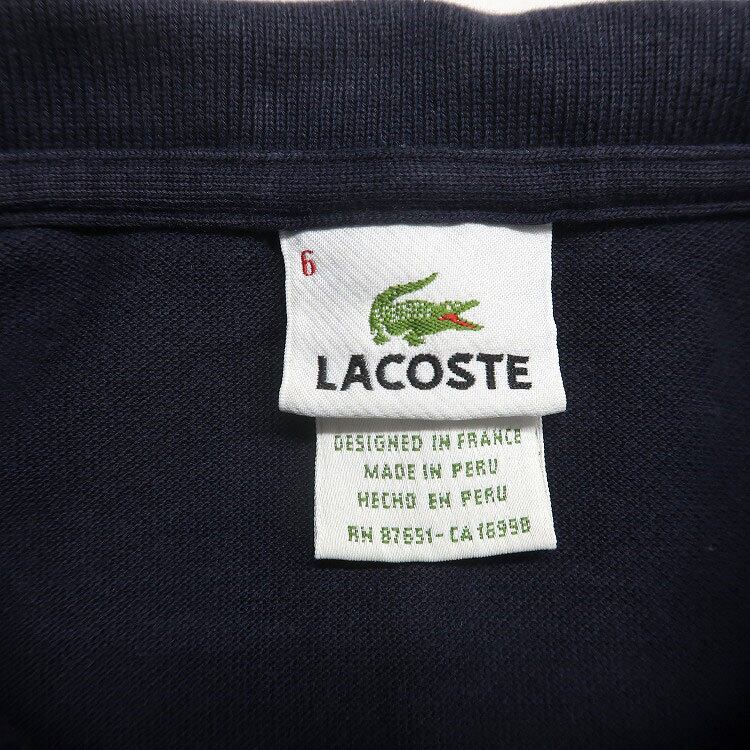 6
LACOSTE
DESIGNED IN FRANCE
MADE IN PERU
HECHO EN PERU
RN 87651-CA 16998